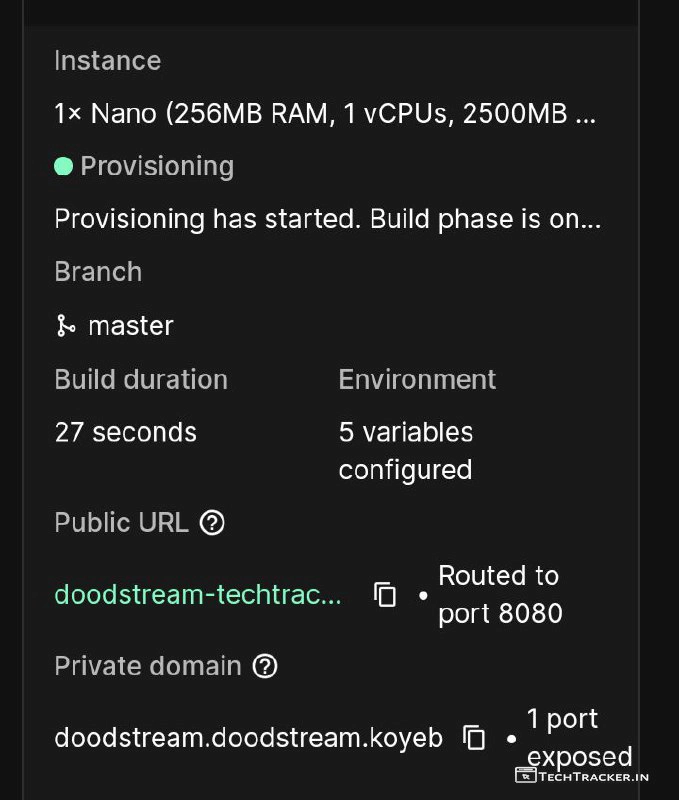 Instance
1× Nano (256MB RAM, 1 vCPUs, 2500MB ...
Provisioning
Provisioning has started. Build phase is on...
Branch
master
Build duration
Environment
27 seconds
5 variables
configured
Public URL
doodstream-techtrac...
Routed to
port 8080
Private domain
doodstream.doodstream.koyeb
1 port
exposed
TECHTRACKER.IN